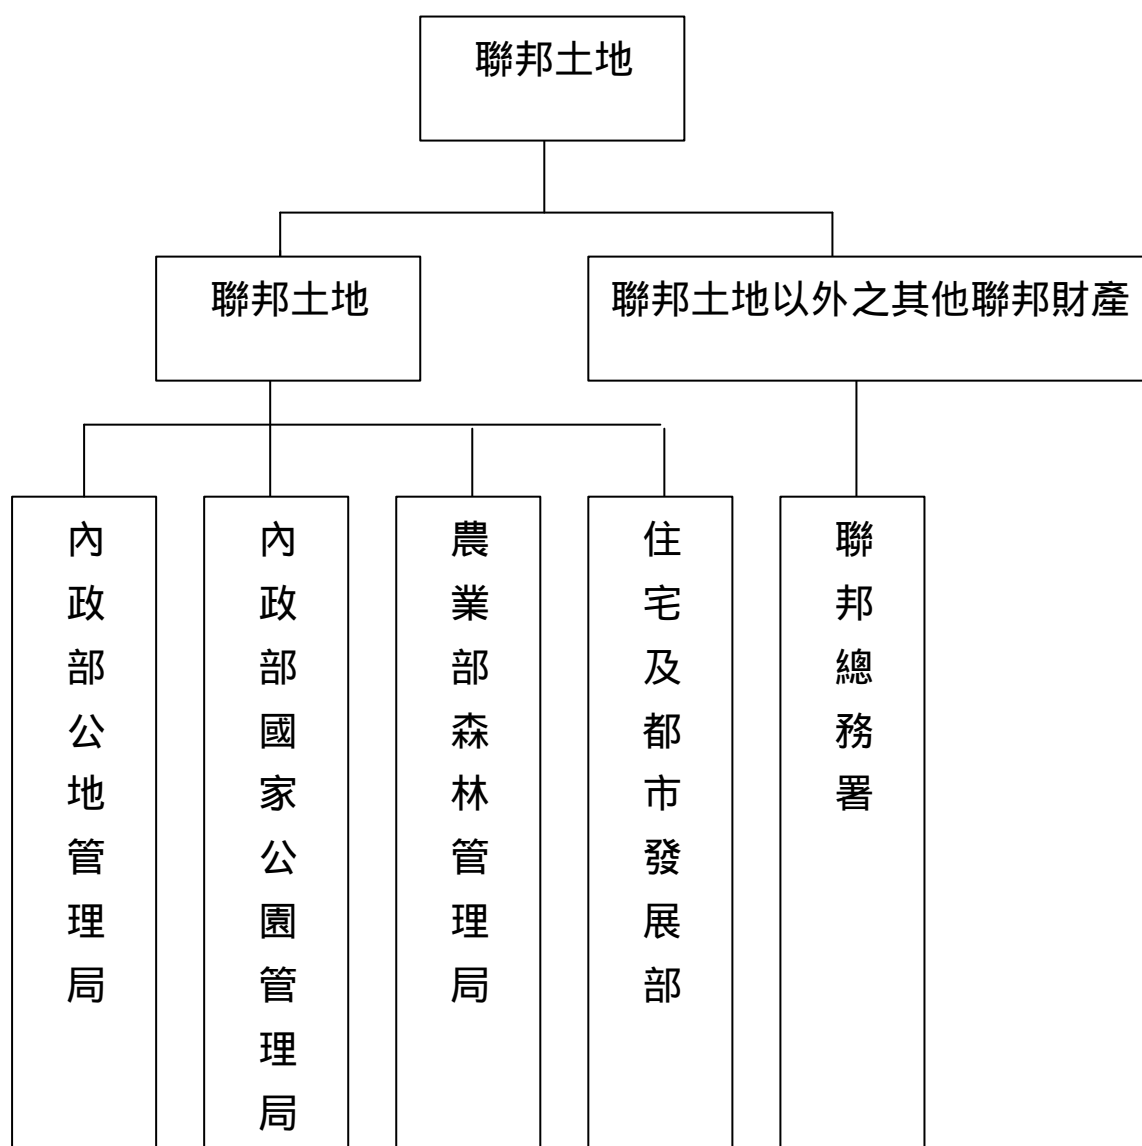 聯邦土地
聯邦土地
聯邦土地以外之其他聯邦財產
內政部公地管理局
內政部國家公園管理局
農業部森林管理局
住宅及都市發展部
聯邦總務署